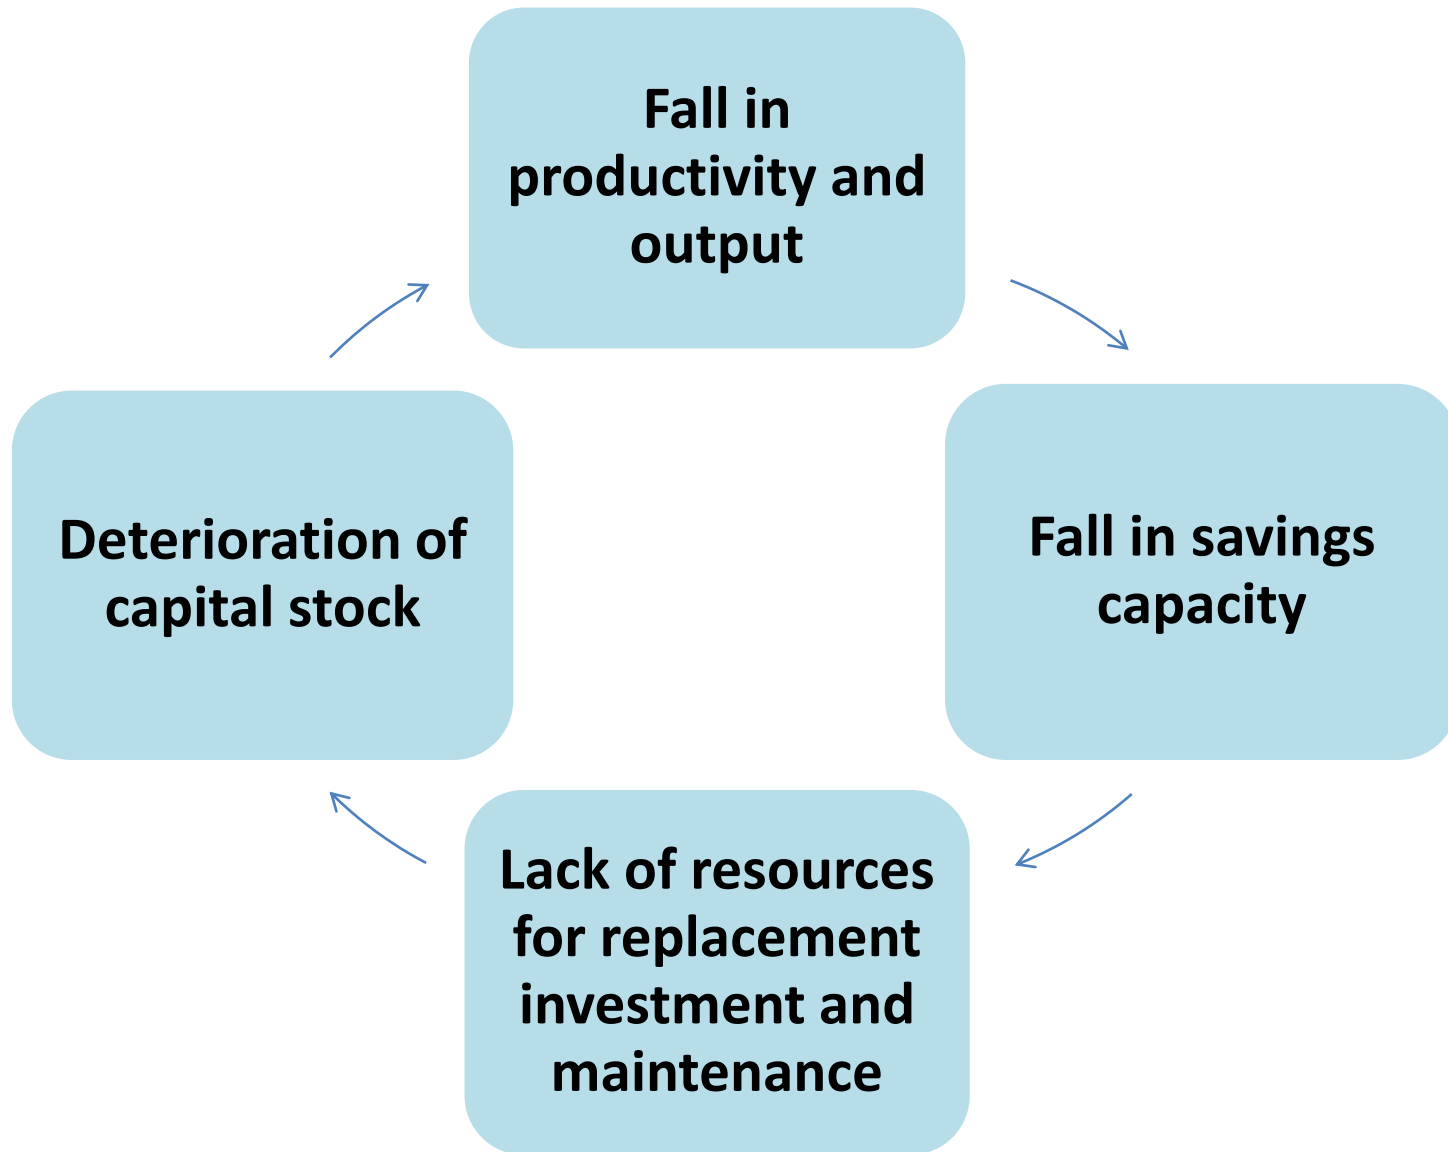 Fall in
productivity and
output
Fall in savings
capacity
Lack of resources
for replacement
investment and
maintenance
Deterioration of
capital stock